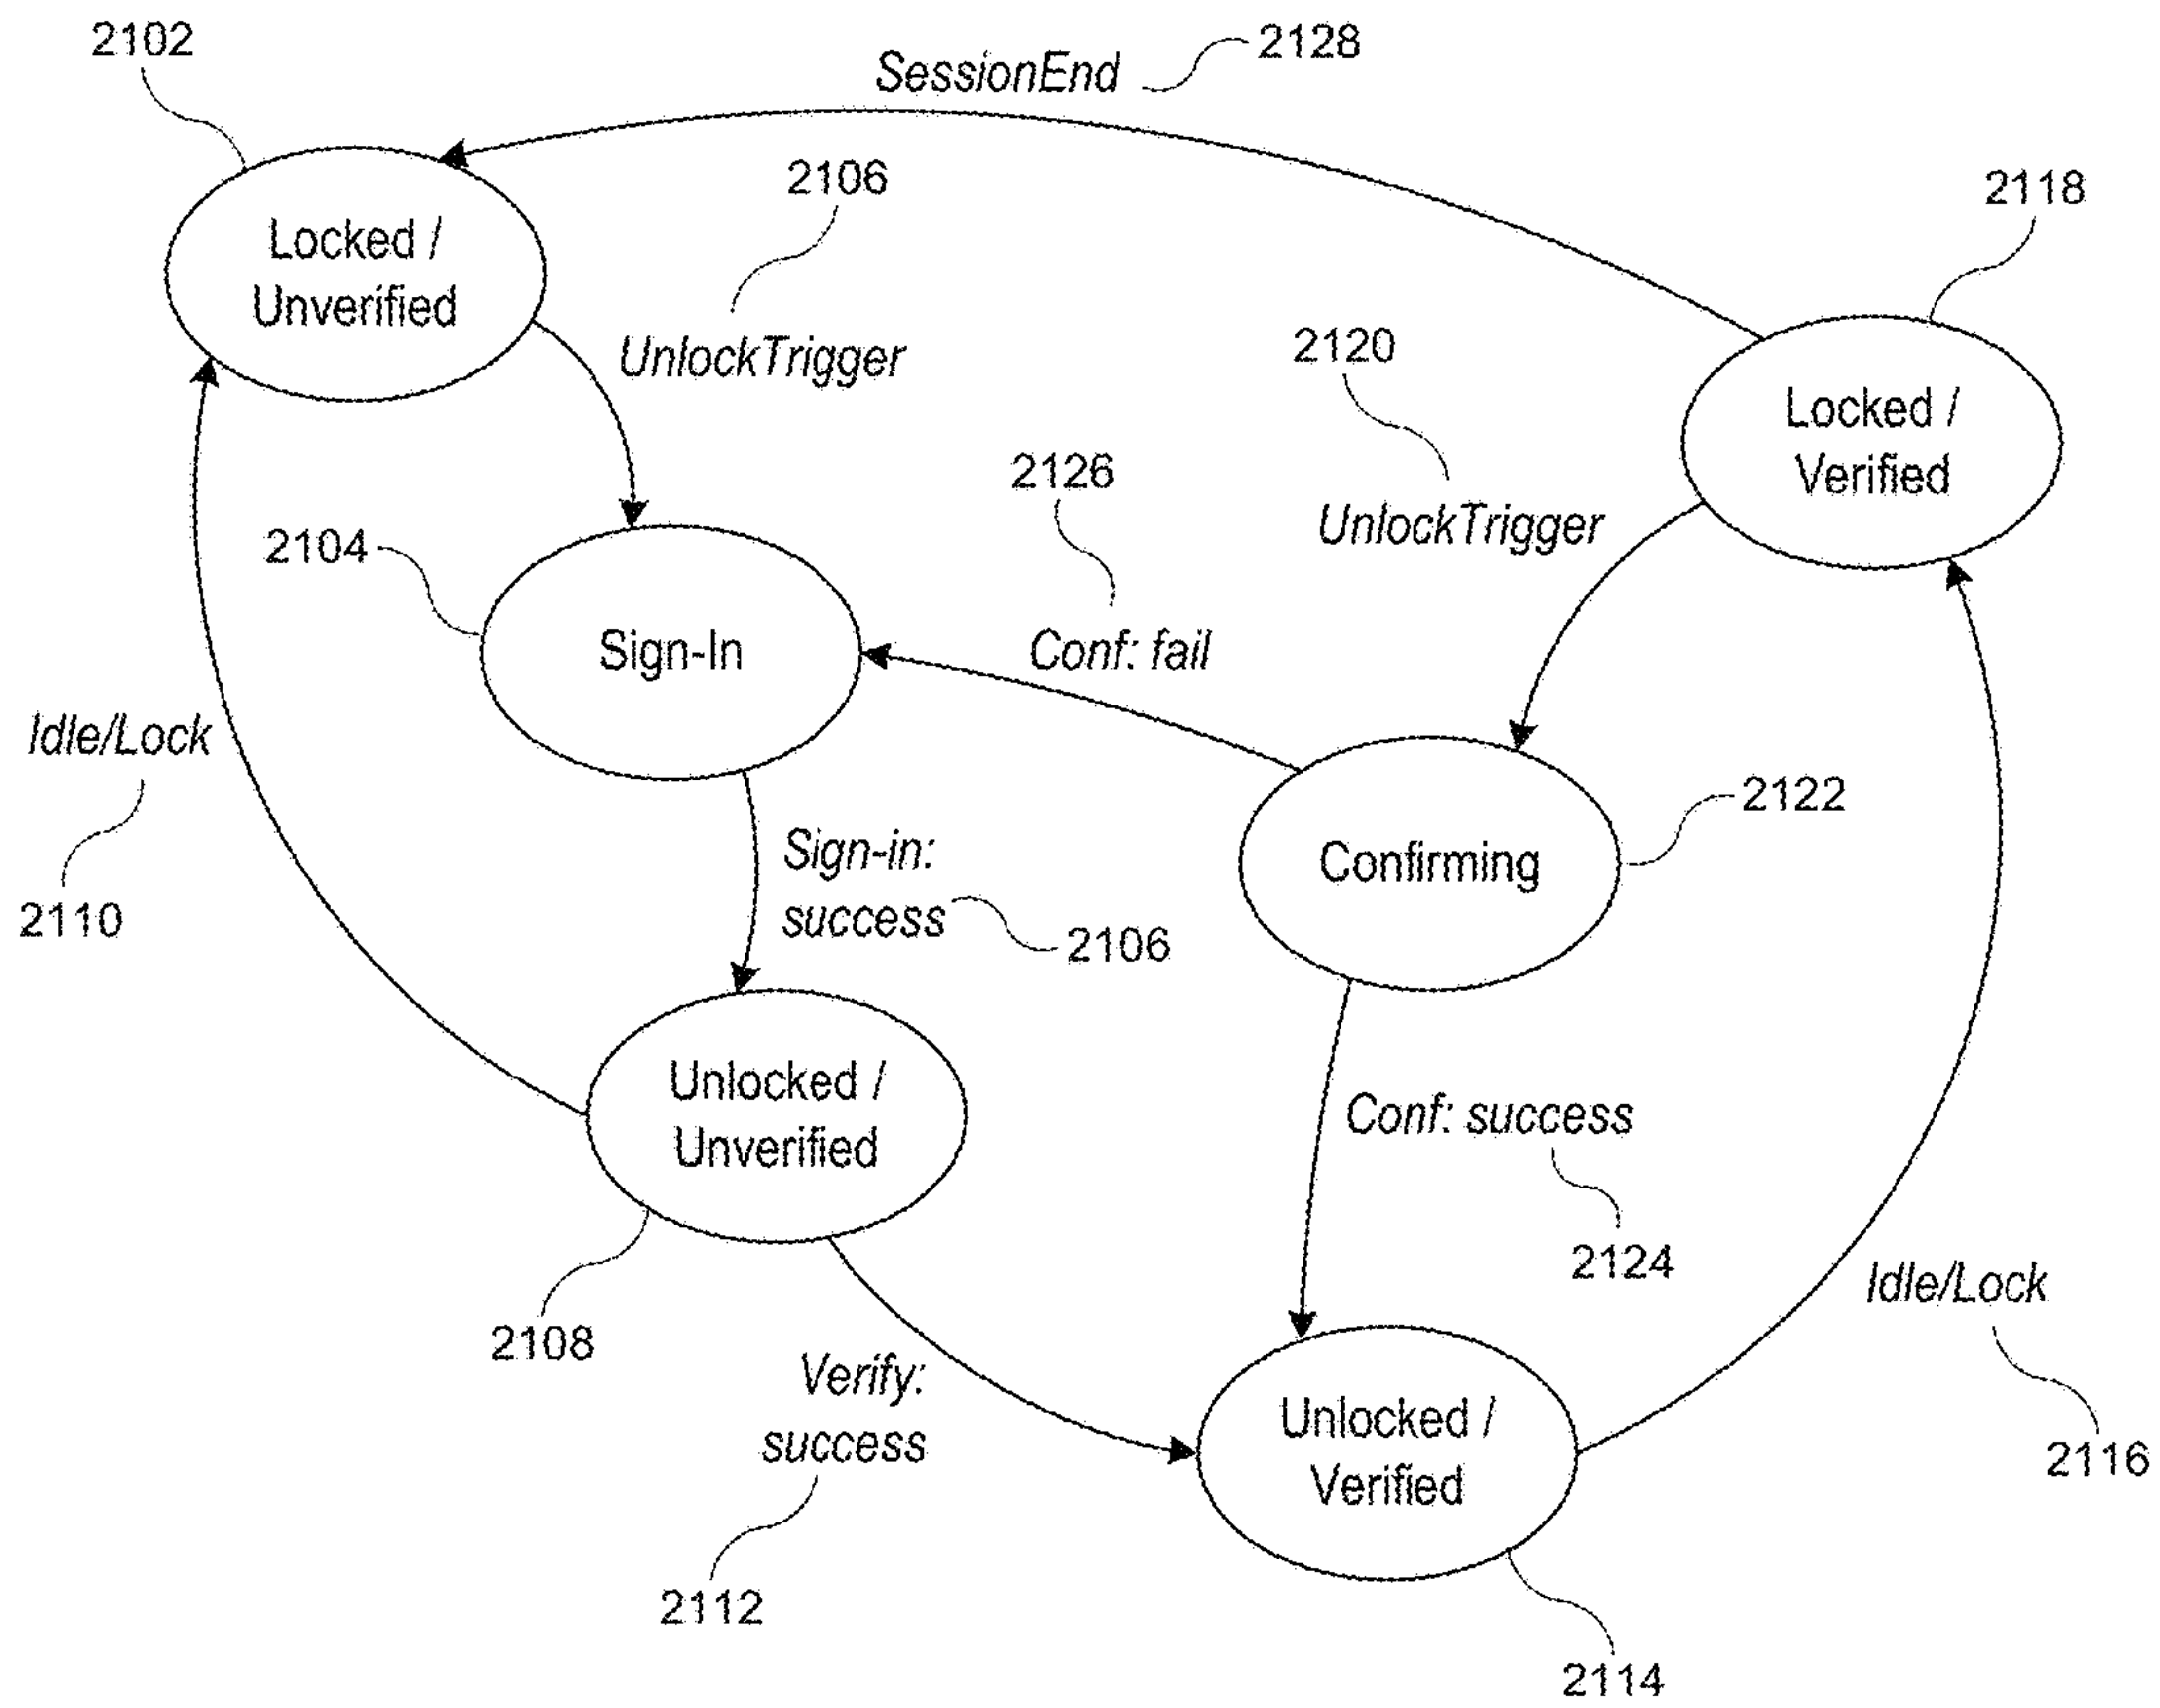 2102
SessionEnd
2128
2106
2118
Locked /
Unverified
UnlockTrigger
2120
Locked /
Verified
2126
UnlockTrigger
2104
Sign-In
Conf: fail
Idle/Lock
2110
2122
Confirming
Sign-in:
success
2106
Unlocked /
Unverified
Conf: success
2124
2108
Idle/Lock
Verify:
success
Unlocked /
Verified
2116
2112
2114